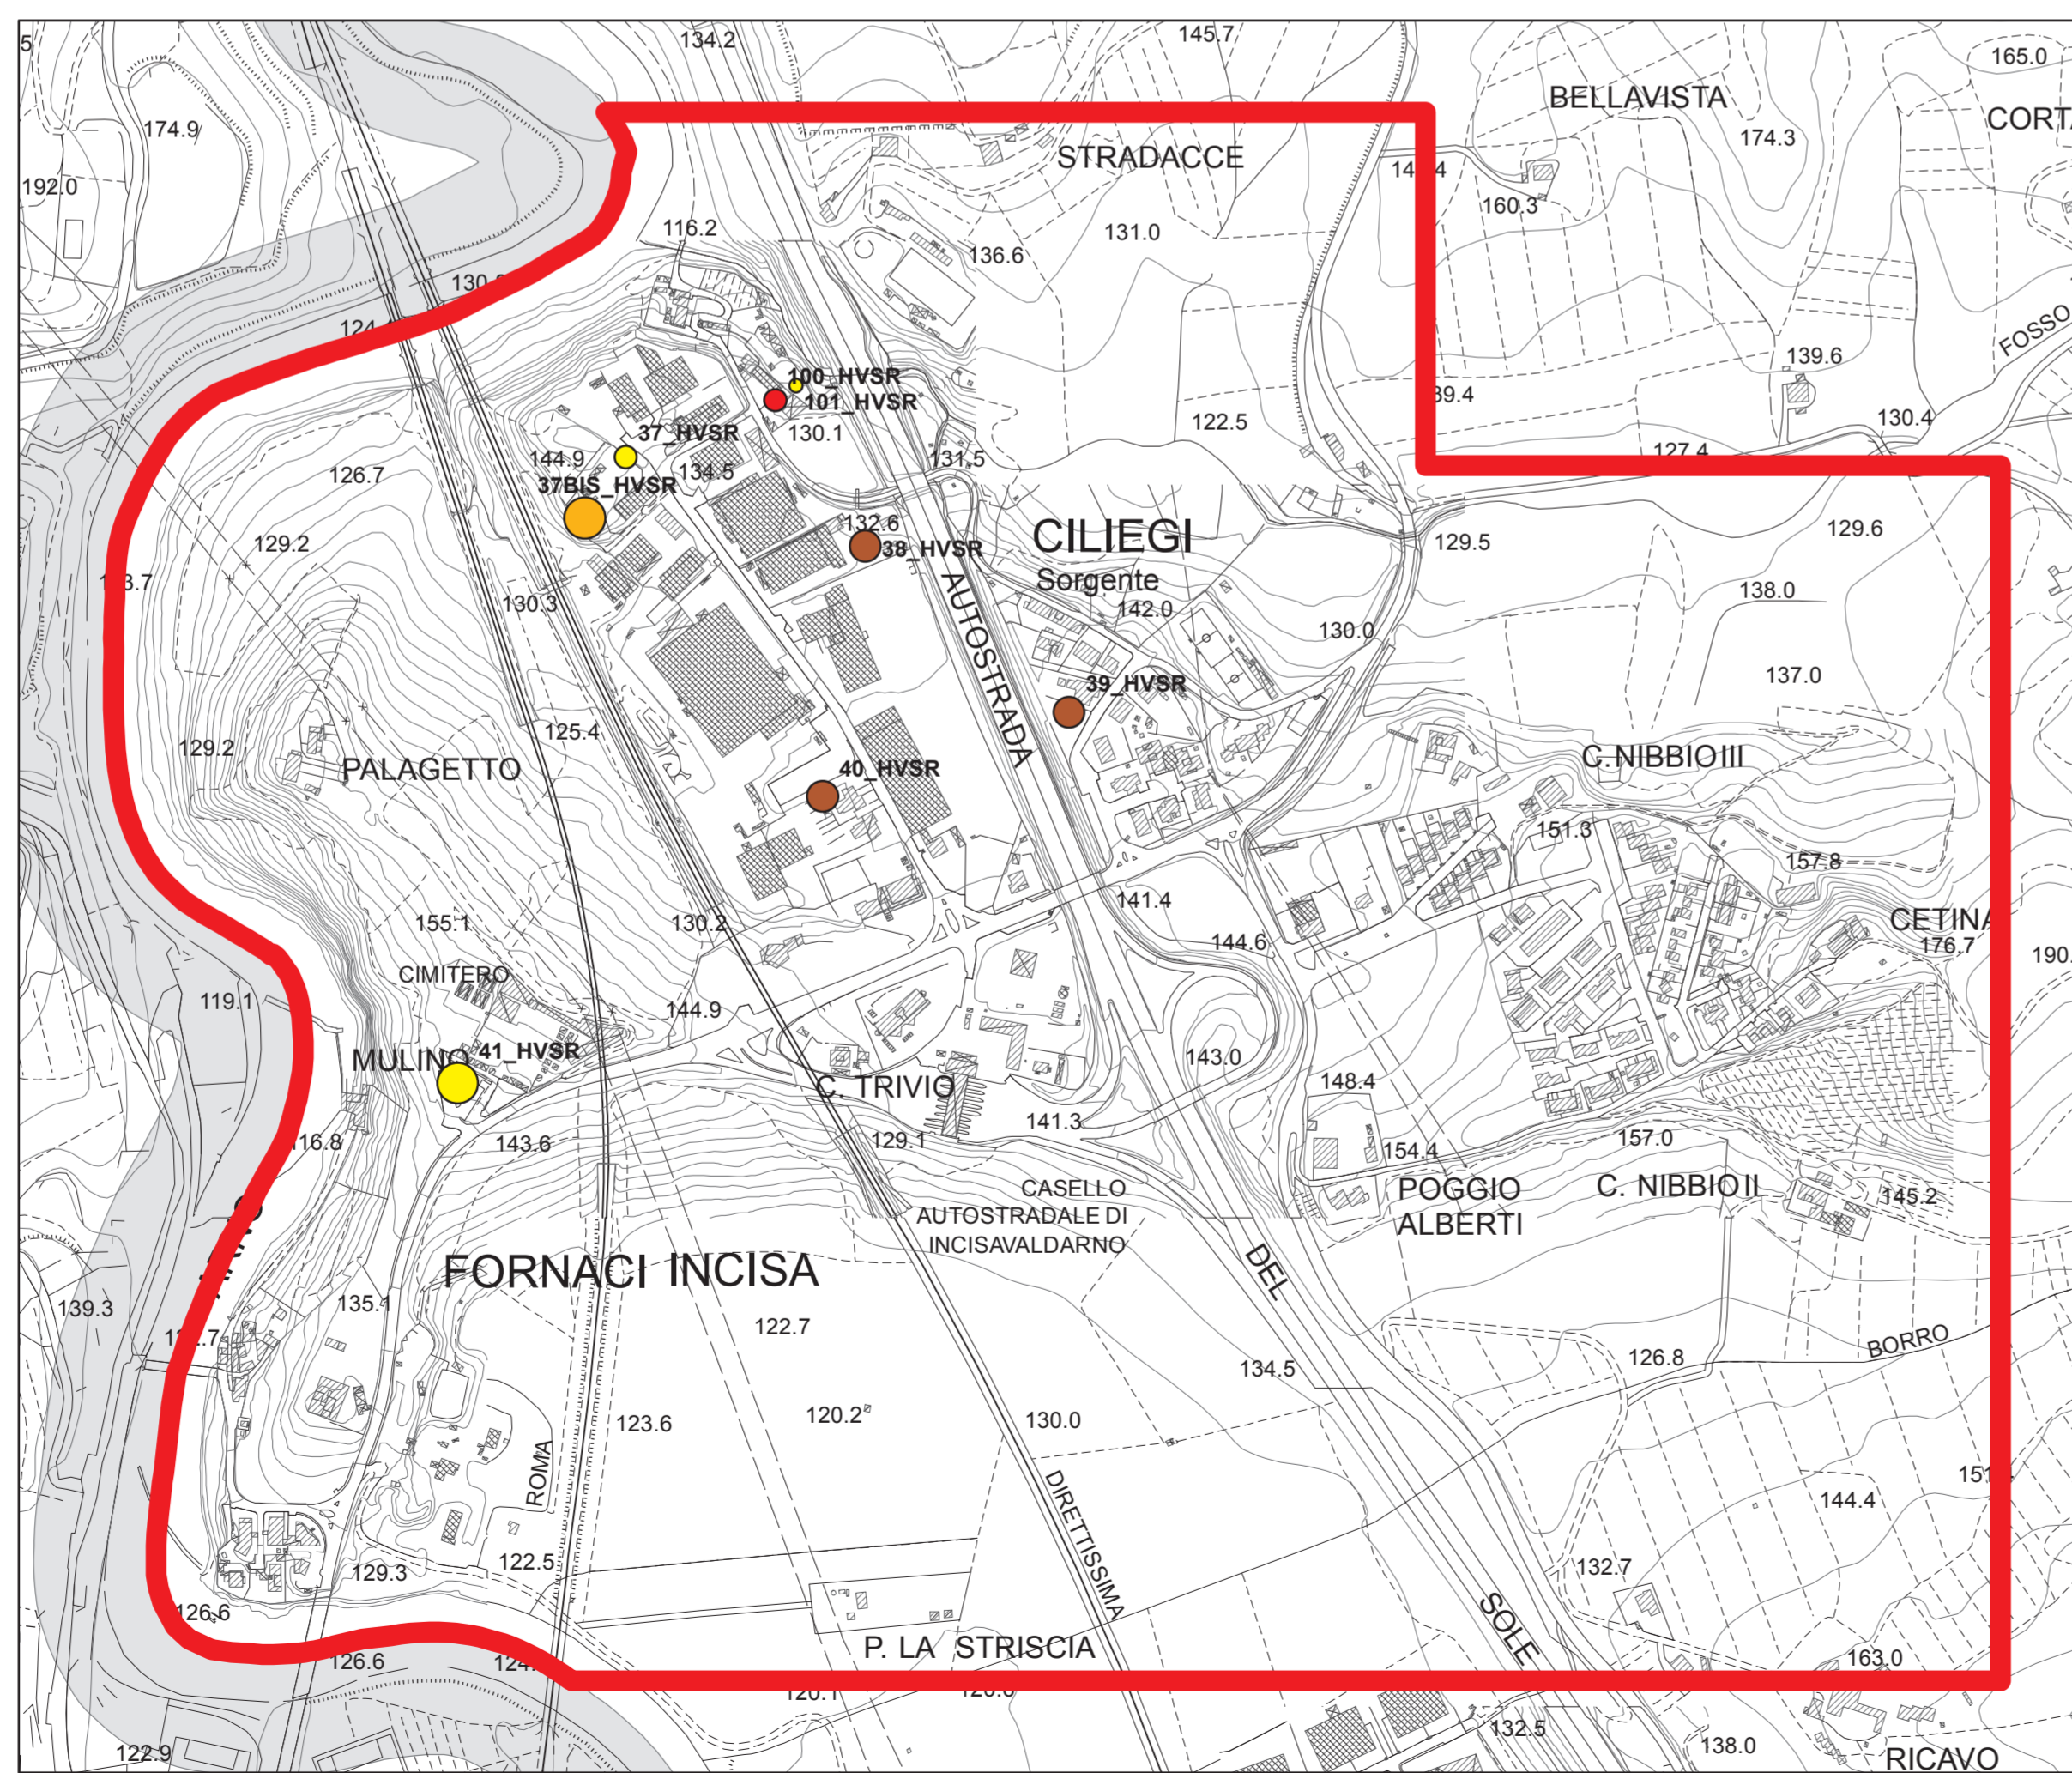 5
134.2
145.7
165.0
BELLAVISTA
CORT
174.9
174.3
STRADACCE
192.0
160.3
116.2
131.0
136.6
139.6
FOSSO
100_HVSR
101_HVSR
130.1
122.5
130.4
127.4
37_HVSR
144.9
134.5
131.5
126.7
37BIS_HVSR
132.6
38_HVSR
CILIEGI
Sorgente
129.5
129.6
129.2
130.3
142.0
138.0
130.0
AUTOSTRADA
137.0
39_HVSR
129.2
125.4
PALAGETTO
40_HVSR
C.NIBBIOIII
151.3
157.8
141.4
155.1
130.2
144.6
CETINA
176.7
190.
CIMITERO
119.1
144.9
MULINO
41_HVSR
143.0
C. TRIVIO
148.4
141.3
129.1
116.8
143.6
157.0
154.4
CASELLO
AUTOSTRADALE DI
INCISAVALDARNO
POGGIO
ALBERTI
C. NIBBIO II
145.2
FORNACI INCISA
DEL
139.3
135.1
122.7
134.5
126.8
BORRO
123.6
120.2
130.0
ROMA
DIRETTISSIMA
144.4
122.5
129.3
132.7
126.6
P. LA STRISCIA
SOLE
163.0
126.6
132.5
138.0
122.9
RICAVO